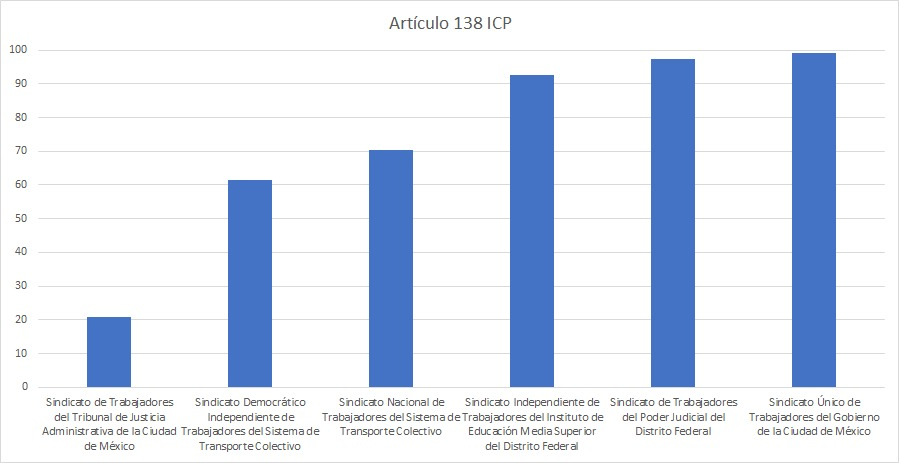 Artículo 138 ICP
100
90
80
70
60
50
40
30
20
10
0
Sindicato de Trabajadores
del Tribunal de Justicia
Administrativa de la Ciudad
de México
Sindicato Democrático
Independiente de
Trabajadores del Sistema de
Transporte Colectivo
Sindicato Nacional de
Trabajadores del Sistema de
Transporte Colectivo
Sindicato Independiente de
Trabajadores del Instituto de
Educación Media Superior
del Distrito Federal
Sindicato de Trabajadores
del Poder Judicial del
Distrito Federal
Sindicato Único de
Trabajadores del Gobierno
de la Ciudad de México